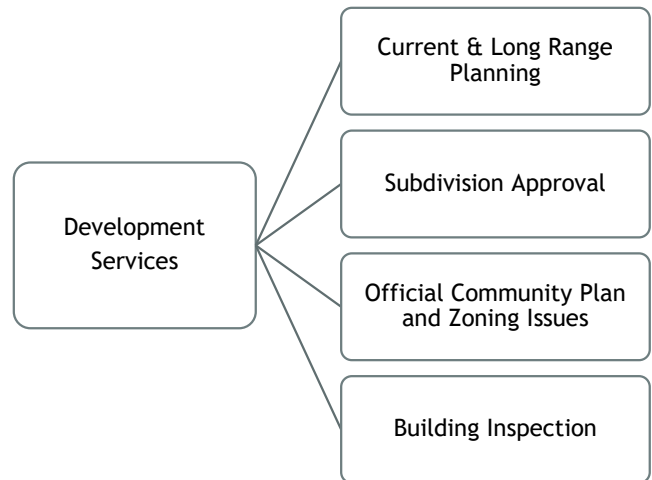 Current & Long Range
Planning
Subdivision Approval
Development
Services
Official Community Plan
and Zoning Issues
Building Inspection